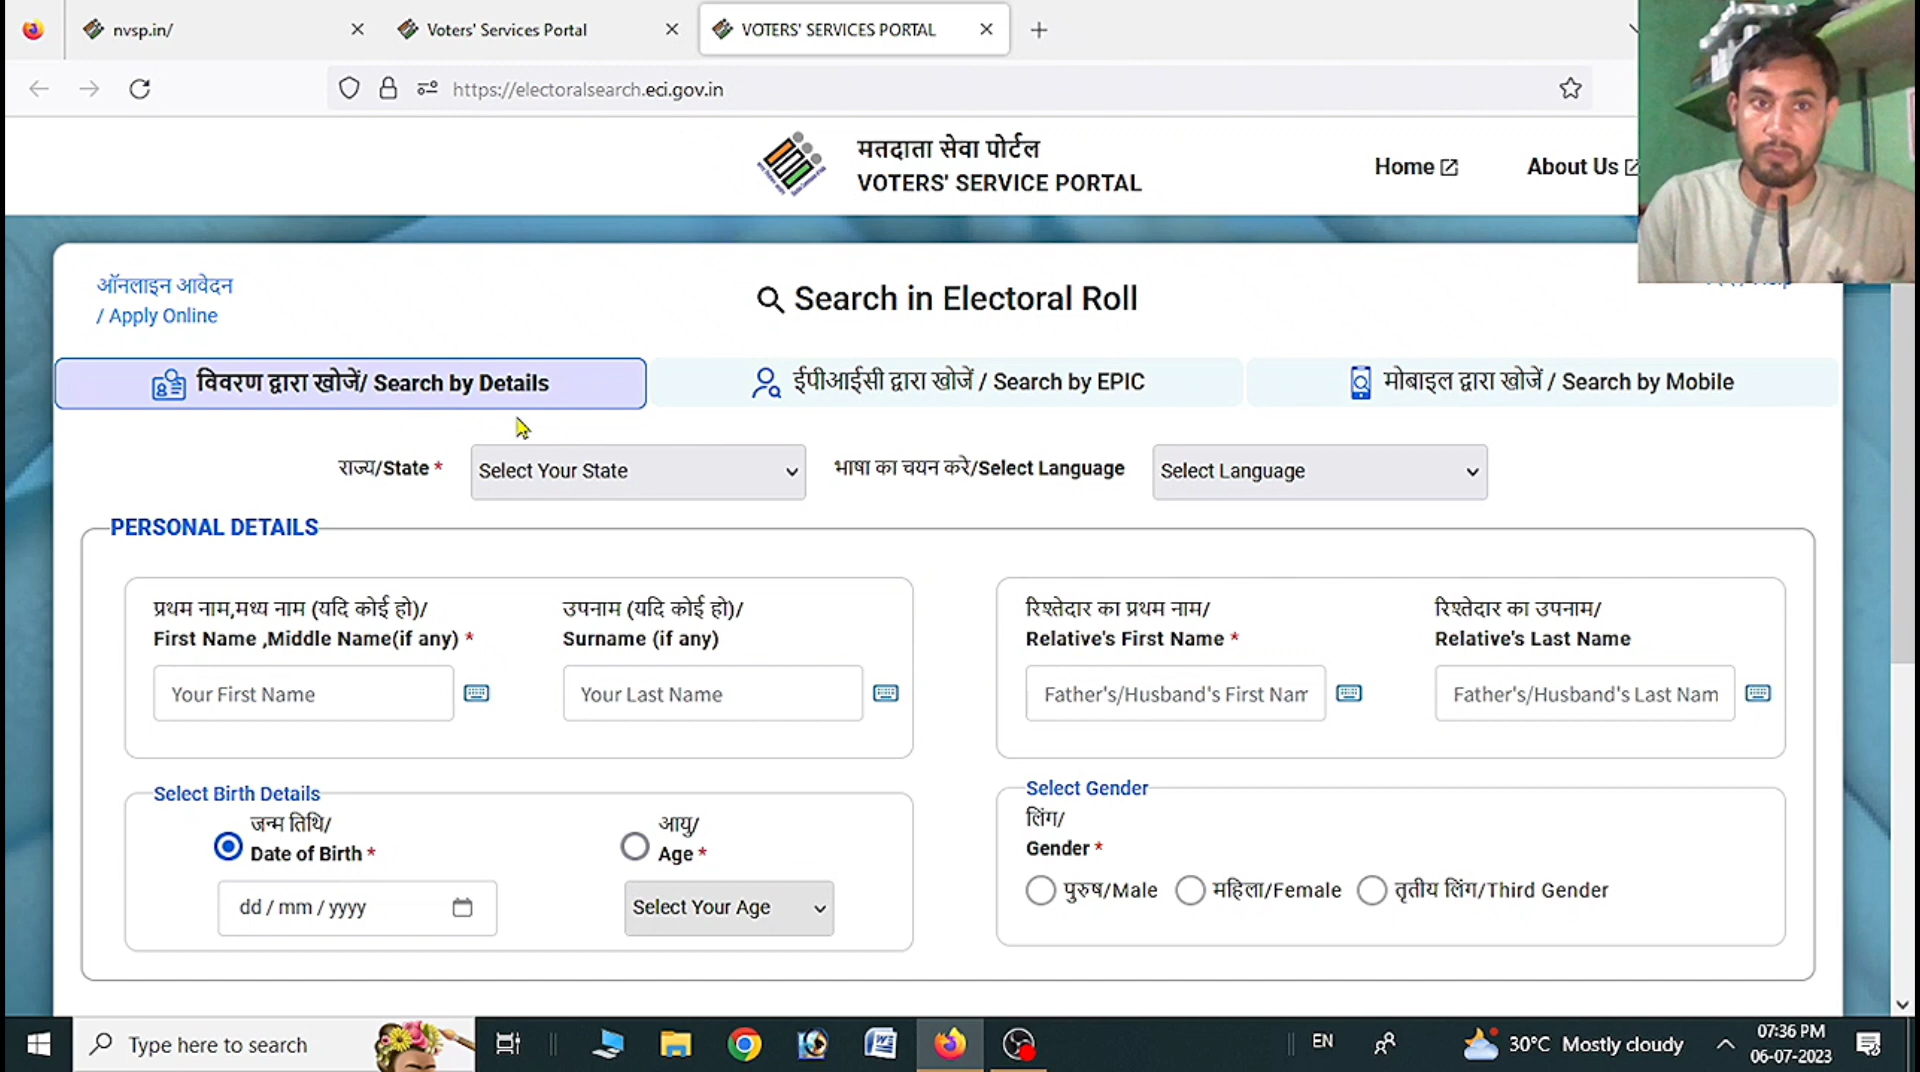 nvsp.in/
Voters' Services Portal
VOTERS' SERVICES PORTAL
https://electoralsearch.eci.gov.in
मतदाता सेवा पोर्टल
VOTERS' SERVICE PORTAL
Home
About Us
ऑनलाइन आवेदन
/ Apply Online
Search in Electoral Roll
विवरण द्वारा खोजें/ Search by Details
ईपीआईसी द्वारा खोजें / Search by EPIC
मोबाइल द्वारा खोजें / Search by Mobile
राज्य/State *
Select Your State
भाषा का चयन करे/Select Language
Select Language
PERSONAL DETAILS
प्रथम नाम,मध्य नाम (यदि कोई हो)/
First Name ,Middle Name(if any) *
उपनाम (यदि कोई हो)/
Surname (if any)
रिश्तेदार का प्रथम नाम/
Relative's First Name *
रिश्तेदार का उपनाम/
Relative's Last Name
Your First Name
Your Last Name
Father's/Husband's First Nam
Father's/Husband's Last Nam
Select Birth Details
जन्म तिथि/
Date of Birth *
आयु/
Age *
dd / mm / yyyy
Select Your Age
Select Gender
लिंग/
Gender *
पुरुष/Male
महिला/Female
तृतीय लिंग/Third Gender
Type here to search
EN
30°C Mostly cloudy
07:36 PM
06-07-2023